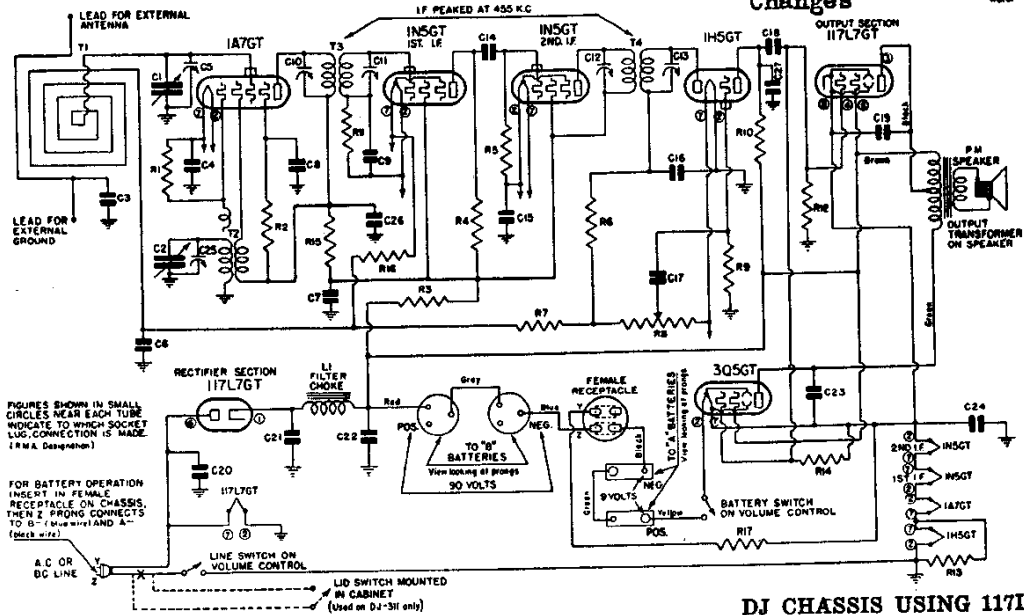 Changes
LEAD FOR EXTERNAL
ANTENNA
I.F PEAKED AT 455 K.C
OUTPUT SECTION
117L7GT
T1
1A7GT
T3
1N5GT
1ST. I.F.
C14
1N5GT
2ND. I.F.
T4
1H5GT
C18
C1
C5
C10
C11
C12
C13
C27
C19
Black
Brown
PM
SPEAKER
R1
C4
C8
R11
C9
R5
C16
R10
R12
C3
LEAD FOR
EXTERNAL
GROUND
T2
C2
C25
R2
R15
C26
R16
R4
C15
R6
C17
R9
OUTPUT
TRANSFORMER
ON SPEAKER
C7
R3
R7
R8
Green
C6
RECTIFIER SECTION
117L7GT
L1
FILTER
CHOKE
Grey
FEMALE
RECEPTACLE
3Q5GT
C23
C24
FIGURES SHOWN IN SMALL
CIRCLES NEAR EACH TUBE
INDICATE TO WHICH SOCKET
LUG, CONNECTION IS MADE.
(R.M.A. Designation)
Red
POS.
NEG.
Blue
Y
Z
C21
C22
TO "B"
BATTERIES
View looking at prongs
90 VOLTS
Black
TO "A" BATTERIES
View looking at prongs
R14
2ND I.F.
1N5GT
1ST I.F.
1N5GT
1A7GT
1H5GT
C20
FOR BATTERY OPERATION
INSERT IN FEMALE
RECEPTACLE ON CHASSIS,
THEN Z PRONG CONNECTS
TO B- (blue wire) AND A-
(black wire)
117L7GT
Green
9 VOLTS
NEG.
Yellow
POS.
BATTERY SWITCH
ON VOLUME CONTROL
R17
R13
A.C. OR
D.C. LINE
Y
Z
X
LINE SWITCH ON
VOLUME CONTROL
LID SWITCH MOUNTED
IN CABINET
(Used on DJ-311 only)
DJ CHASSIS USING 117L